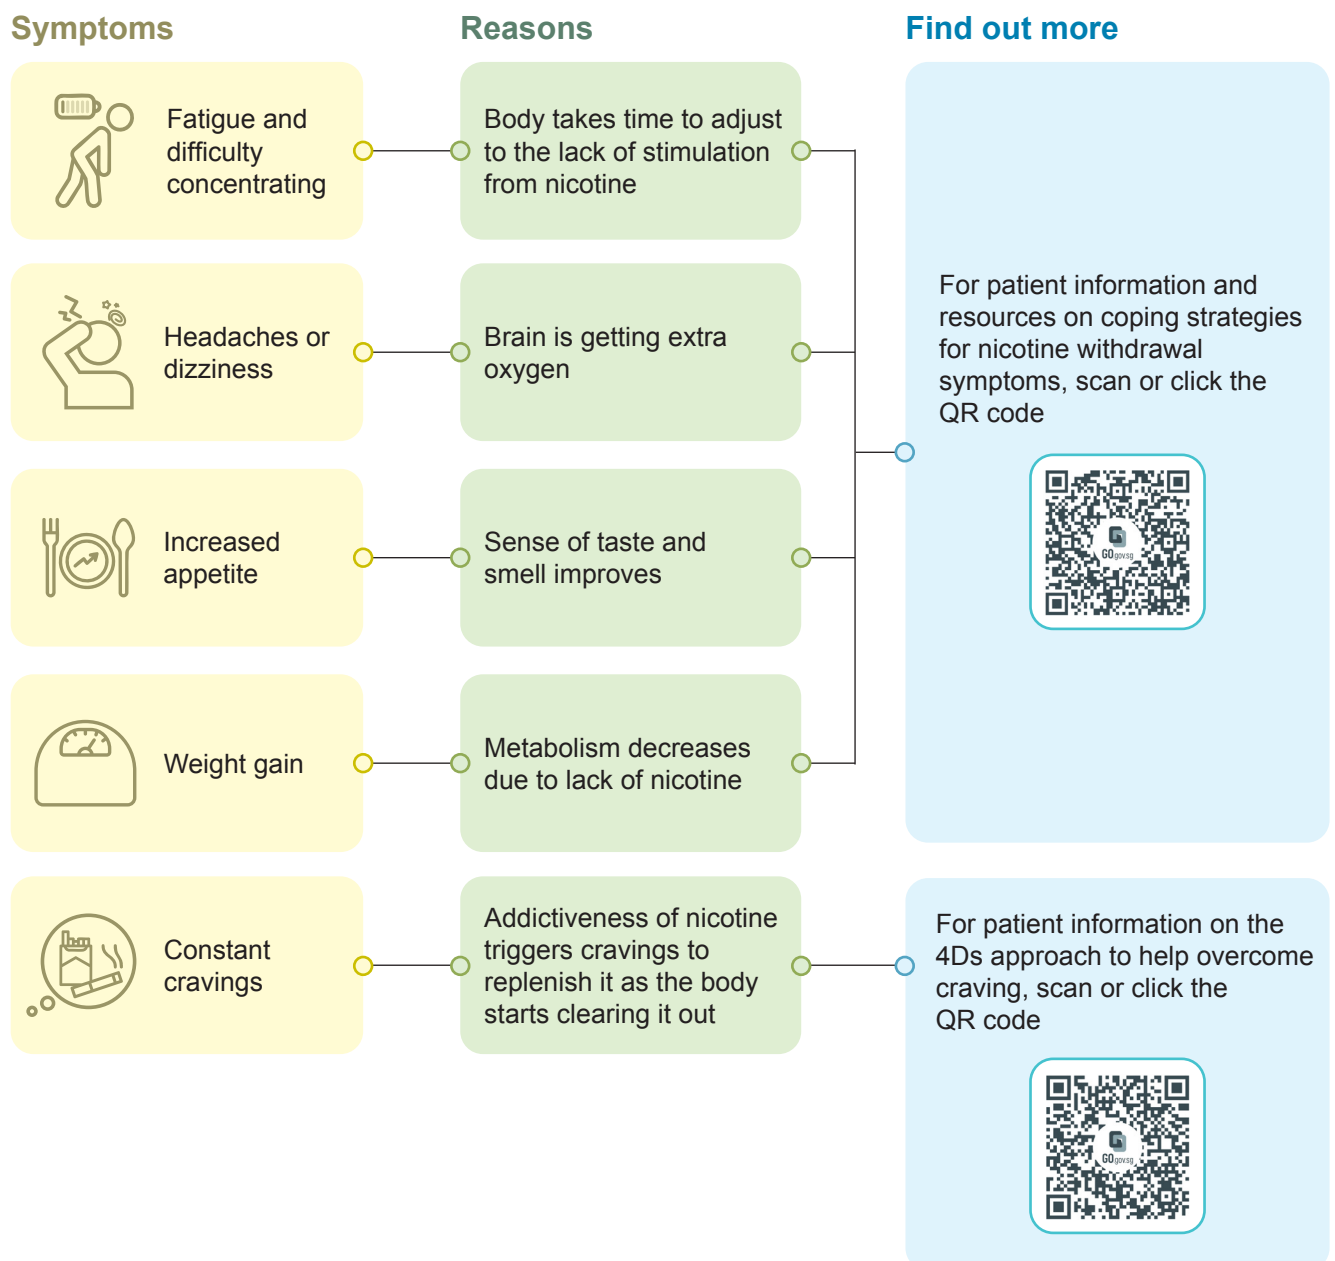 Symptoms
Reasons
Find out more
Fatigue and
difficulty
concentrating
Body takes time to adjust
to the lack of stimulation
from nicotine
Headaches or
dizziness
Brain is getting extra
oxygen
Increased
appetite
Sense of taste and
smell improves
Weight gain
Metabolism decreases
due to lack of nicotine
For patient information and
resources on coping strategies
for nicotine withdrawal
symptoms, scan or click the
QR code
GOgov.sg
Constant
cravings
Addictiveness of nicotine
triggers cravings to
replenish it as the body
starts clearing it out
For patient information on the
4Ds approach to help overcome
craving, scan or click the
QR code
GOgov.sg